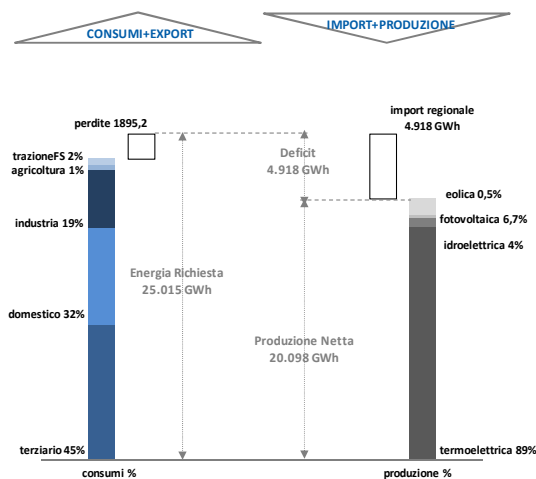 CONSUMI+EXPORT
IMPORT+PRODUZIONE
perdite 1895,2
import regionale
4.918 GWh
trazioneFS 2%
agricoltura 1%
Deficit
4.918 GWh
eolica 0,5%
fotovoltaica 6,7%
industria 19%
idroelettrica 4%
Energia Richiesta
25.015 GWh
domestico 32%
Produzione Netta
20.098 GWh
terziario 45%
termoelettrica 89%
consumi %
produzione %